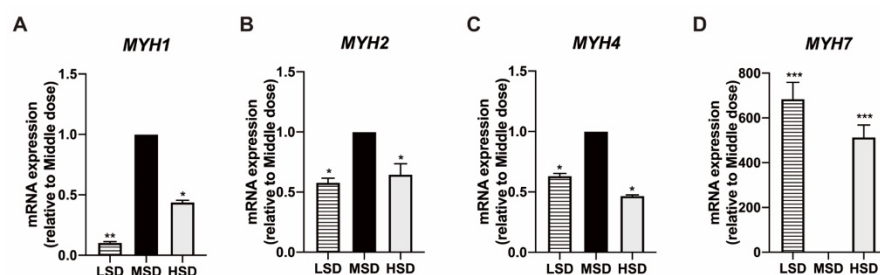 A
MYH1
mRNA expression
(relative to Middle dose)
1.5
1.0
0.5
0.0
**
*
LSD MSD HSD
B
MYH2
mRNA expression
(relative to Middle dose)
1.5
1.0
0.5
0.0
*
*
LSD MSD HSD
C
MYH4
mRNA expression
(relative to Middle dose)
1.5
1.0
0.5
0.0
*
*
LSD MSD HSD
D
MYH7
mRNA expression
(relative to Middle dose)
800
600
400
200
0
***
***
LSD MSD HSD